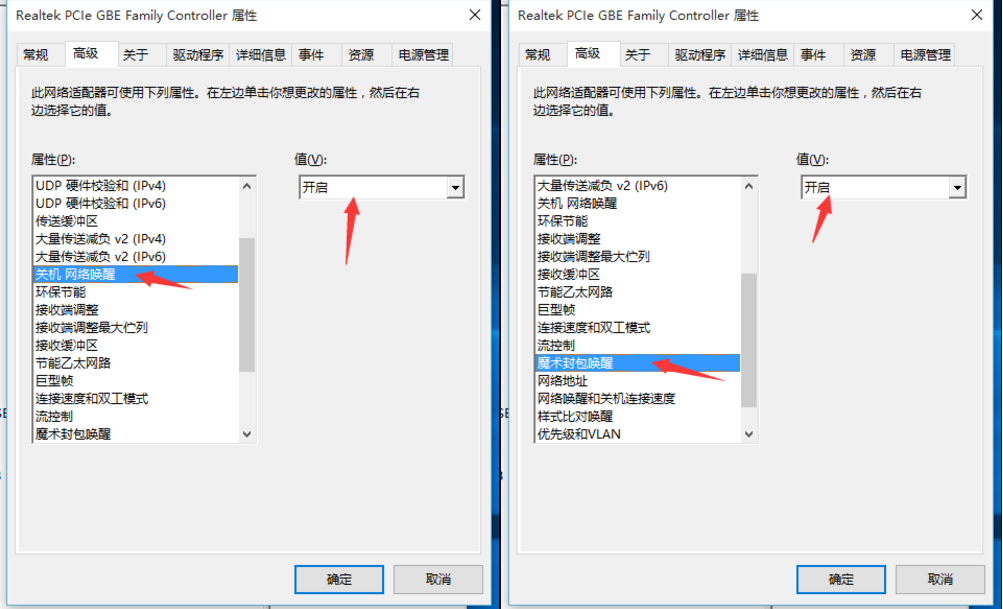 Realtek PCIe GBE Family Controller 属性
常规
高级
关于
驱动程序
详细信息
事件
资源
电源管理
此网络适配器可使用下列属性。在左边单击你想更改的属性，然后在右
边选择它的值。
属性(P):
值(V):
UDP 硬件校验和 (IPv4)
UDP 硬件校验和 (IPv6)
传送缓冲区
大量传送减负 v2 (IPv4)
大量传送减负 v2 (IPv6)
关机 网络唤醒
环保节能
接收端调整
接收端调整最大伫列
接收缓冲区
节能乙太网路
巨型帧
连接速度和双工模式
流控制
魔术封包唤醒
开启
确定
取消
Realtek PCIe GBE Family Controller 属性
常规
高级
关于
驱动程序
详细信息
事件
资源
电源管理
此网络适配器可使用下列属性。在左边单击你想更改的属性，然后在右
边选择它的值。
属性(P):
值(V):
大量传送减负 v2 (IPv6)
关机 网络唤醒
环保节能
接收端调整
接收端调整最大伫列
接收缓冲区
节能乙太网路
巨型帧
连接速度和双工模式
流控制
魔术封包唤醒
网络地址
网络唤醒和关机连接速度
样式比对唤醒
优先级和VLAN
开启
确定
取消